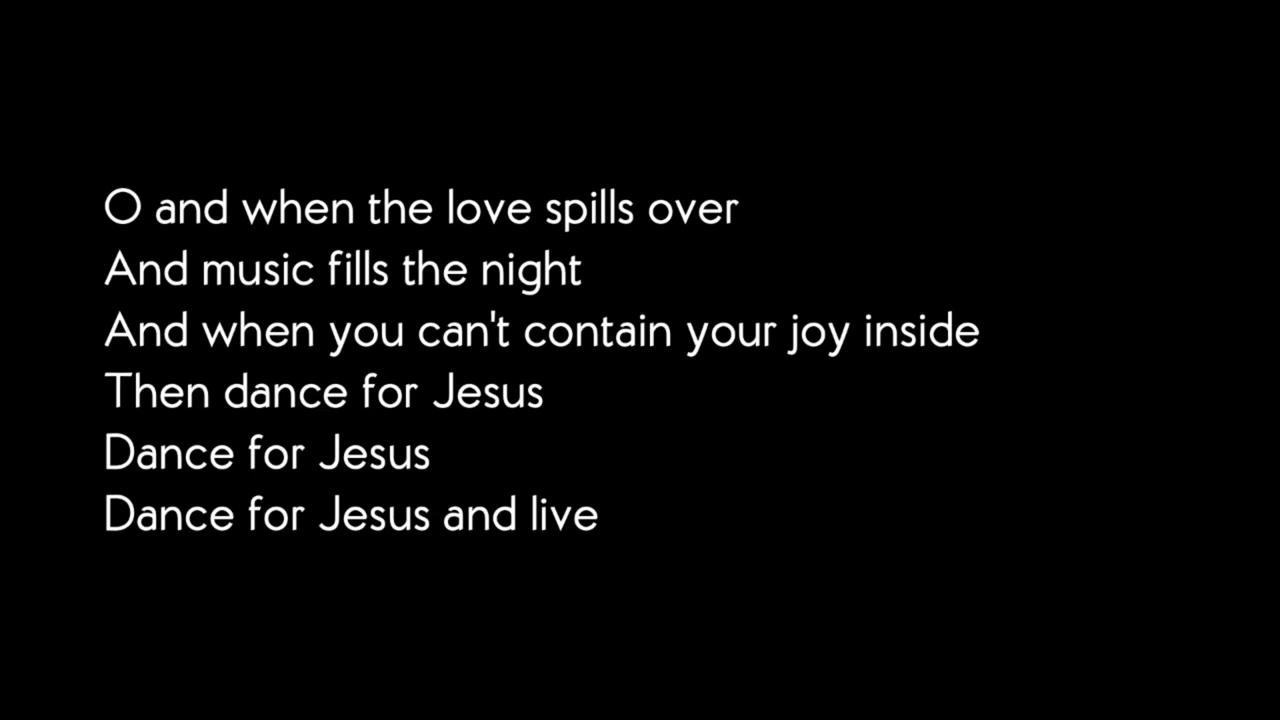 O and when the love spills over
And music fills the night
And when you can't contain your joy inside
Then dance for Jesus
Dance for Jesus
Dance for Jesus and live